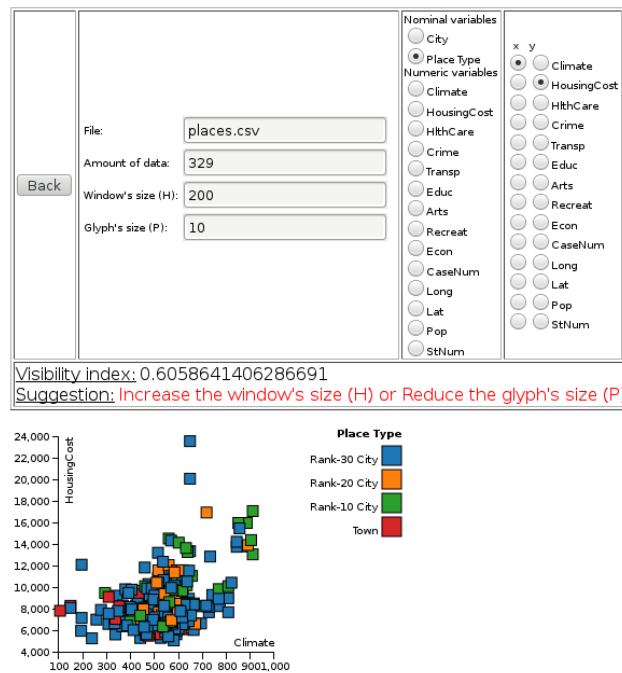 Back
File:
places.csv
Amount of data:
329
Window's size (H):
200
Glyph's size (P):
10
Nominal variables
City
Place Type
Numeric variables
Climate
HousingCost
HlthCare
Crime
Transp
Educ
Arts
Recreat
Econ
CaseNum
Long
Lat
Pop
StNum
x y
Climate
HousingCost
HlthCare
Crime
Transp
Educ
Arts
Recreat
Econ
CaseNum
Long
Lat
Pop
StNum
Visibility index: 0.6058641406286691
Suggestion: Increase the window's size (H) or Reduce the glyph's size (P
24,000
22,000
20,000
18,000
16,000
14,000
12,000
10,000
8,000
6,000
4,000
HousingCost
Climate
100 200 300 400 500 600 700 800 900 1,000
Place Type
Rank-30 City
Rank-20 City
Rank-10 City
Town